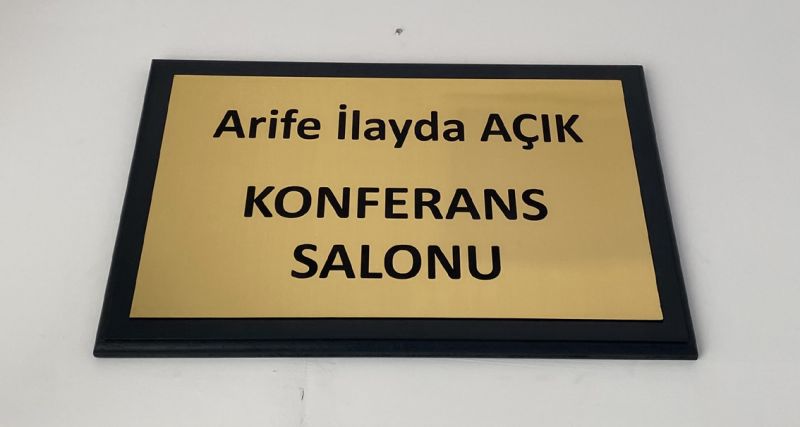 Arife İlayda AÇIK
KONFERANS
SALONU